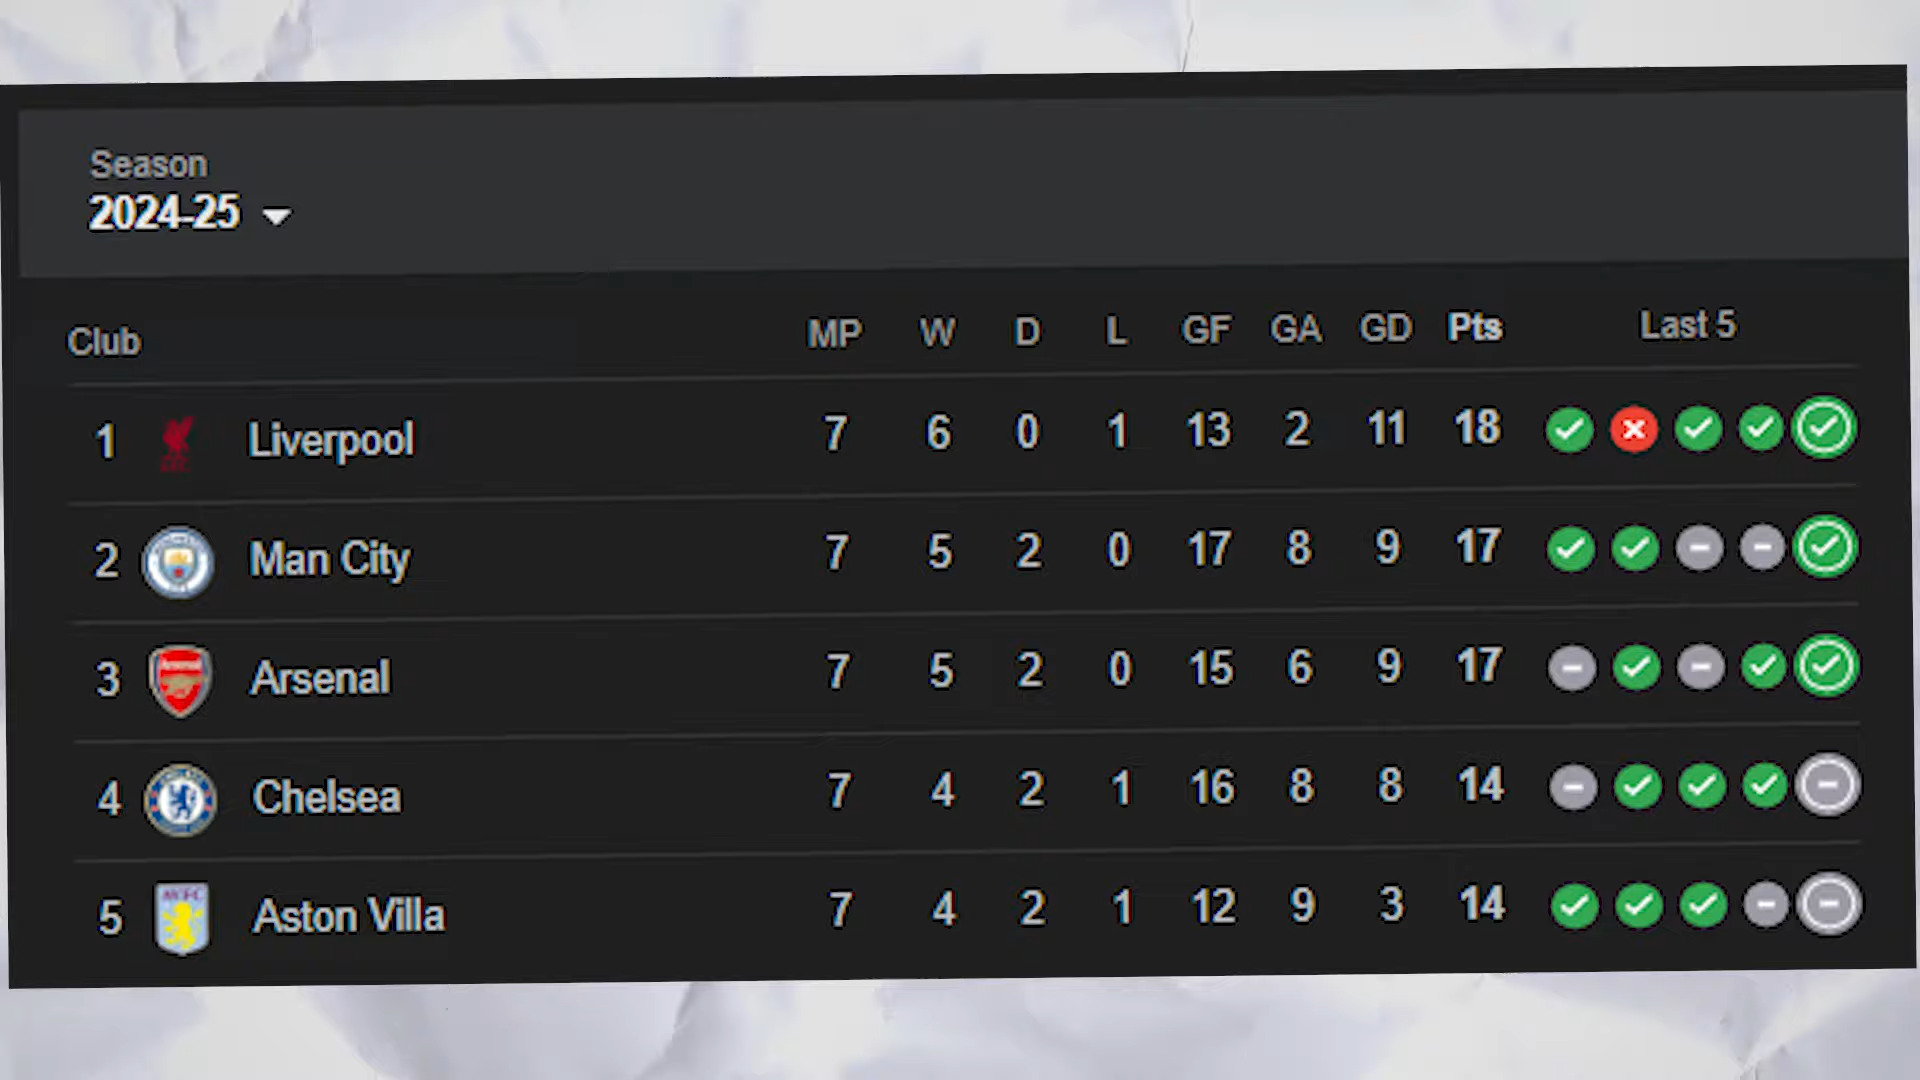 Season
2024-25
Club MP W D L GF GA GD Pts Last 5
1 Liverpool 7 6 0 1 13 2 11 18
2 Man City 7 5 2 0 17 8 9 17
3 Arsenal 7 5 2 0 15 6 9 17
4 Chelsea 7 4 2 1 16 8 8 14
5 Aston Villa 7 4 2 1 12 9 3 14